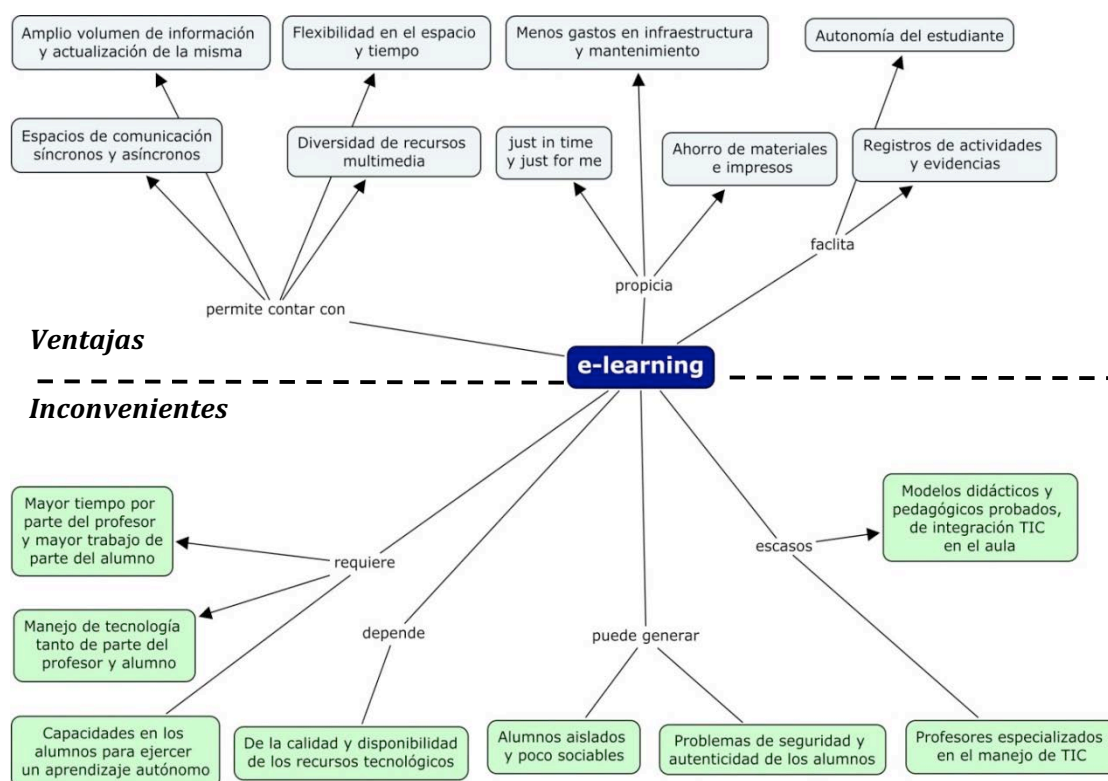 Amplio volumen de información
y actualización de la misma
Flexibilidad en el espacio
y tiempo
Menos gastos en infraestructura
y mantenimiento
Autonomía del estudiante
Espacios de comunicación
síncronos y asíncronos
Diversidad de recursos
multimedia
just in time
y just for me
Ahorro de materiales
e impresos
Registros de actividades
y evidencias
permite contar con
propicia
faclita
Ventajas
e-learning
Inconvenientes
Mayor tiempo por
parte del profesor
y mayor trabajo de
parte del alumno
requiere
escasos
Modelos didácticos y
pedagógicos probados,
de integración TIC
en el aula
Manejo de tecnología
tanto de parte del
profesor y alumno
depende
puede generar
Capacidades en los
alumnos para ejercer
un aprendizaje autónomo
De la calidad y disponibilidad
de los recursos tecnológicos
Alumnos aislados
y poco sociables
Problemas de seguridad y
autenticidad de los alumnos
Profesores especializados
en el manejo de TIC